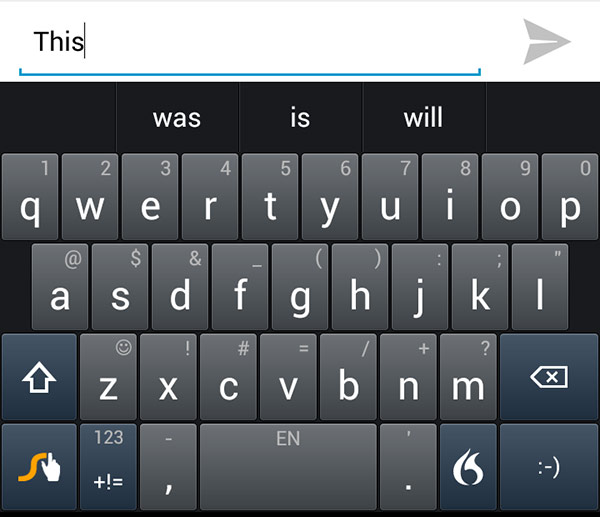 This
was is will
1 2 3 4 5 6 7 8 9 0
q w e r t y u i o p
@ $ & _ ( ) : ; "
a s d f g h j k l
! # = / + ?
z x c v b n m
123 - EN '
+!= , . :-)